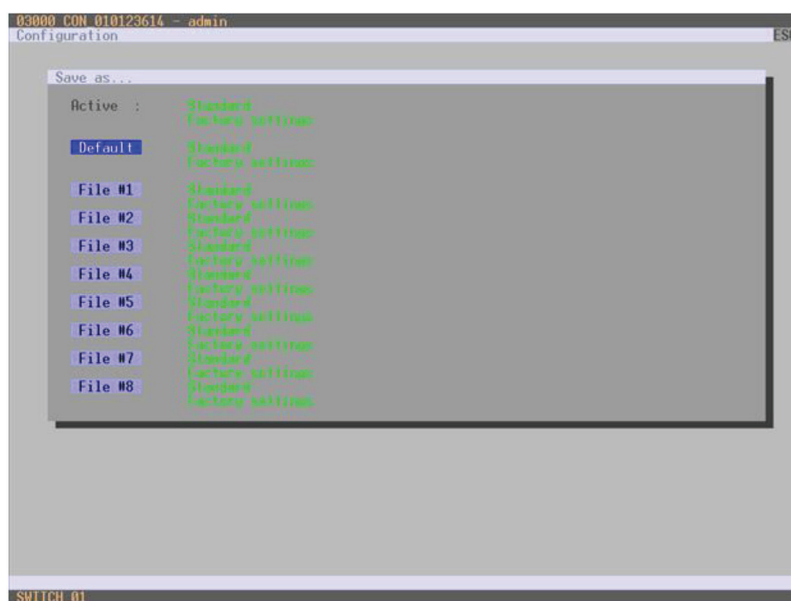 03000 CON 010123614 - admin
Configuration
ES
Save as...
Active :
Standard
Factory settings
Default
Standard
Factory settings
File #1
Standard
Factory settings
File #2
Standard
Factory settings
File #3
Standard
Factory settings
File #4
Standard
Factory settings
File #5
Standard
Factory settings
File #6
Standard
Factory settings
File #7
Standard
Factory settings
File #8
Standard
Factory settings
SWITCH 01